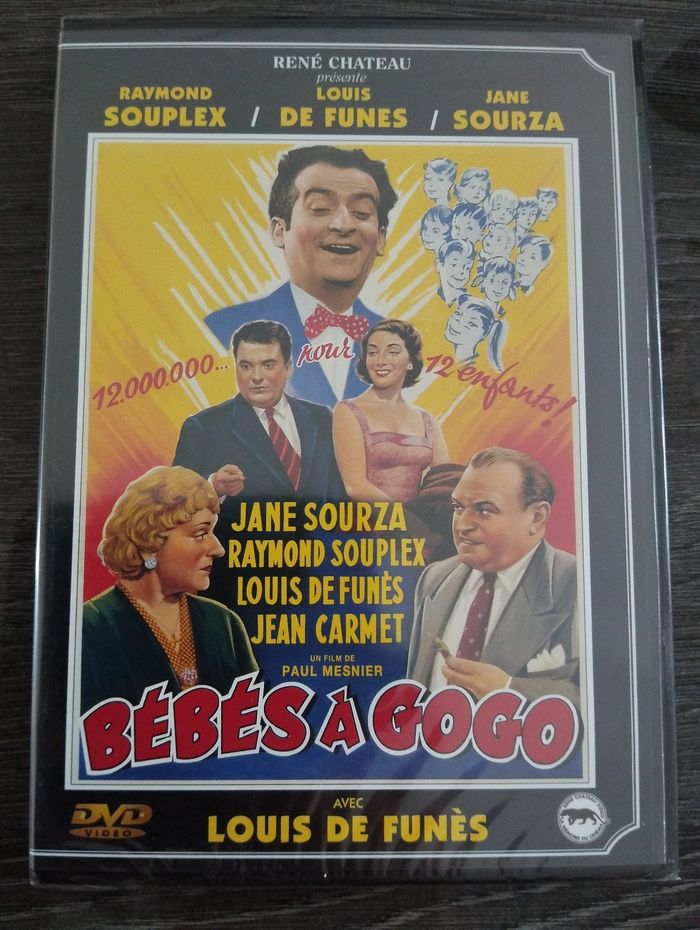 RENÉ CHATEAU
présente
RAYMOND
SOUPLEX
/
LOUIS
DE FUNES
/
JANE
SOURZA
12.000.000... pour 12 enfants!
JANE SOURZA
RAYMOND SOUPLEX
LOUIS DE FUNÈS
JEAN CARMET
UN FILM DE
PAUL MESNIER
BÉBÉS À GOGO
DVD
VIDEO
AVEC
LOUIS DE FUNÈS